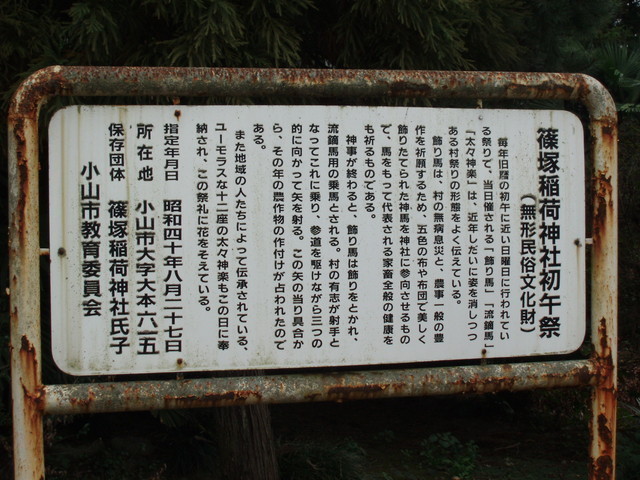 篠塚稲荷神社初午祭
（無形民俗文化財）
毎年旧暦の初午に近い日曜日に行われてい
る祭りで、当日催される「飾り馬」「流鏑馬」
「太々神楽」は、近年しだいに姿を消しつつ
ある村祭りの形態をよく伝えている。
飾り馬は、村の無病息災と、農事一般の豊
作を祈願するため、五色の布や布団で美しく
飾りたてられた神馬を神社に参向させるもの
で、馬をもって代表される家畜全般の健康を
も祈るものである。
神事が終わると、飾り馬は飾りをとかれ、
流鏑馬用の乗馬とされる。村の有志が射手と
なってこれに乗り、参道を駆けながら三つの
的に向かって矢を射る。この矢の当り具合か
ら、その年の農作物の作付けが占われたので
ある。
また地域の人たちによって伝承されている、
ユーモラスな十二座の太々神楽もこの日に奉
納され、この祭礼に花をそえている。
指定年月日　昭和四十年八月二十七日
所在地　小山市大字大本六二五
保存団体　篠塚稲荷神社氏子
小山市教育委員会